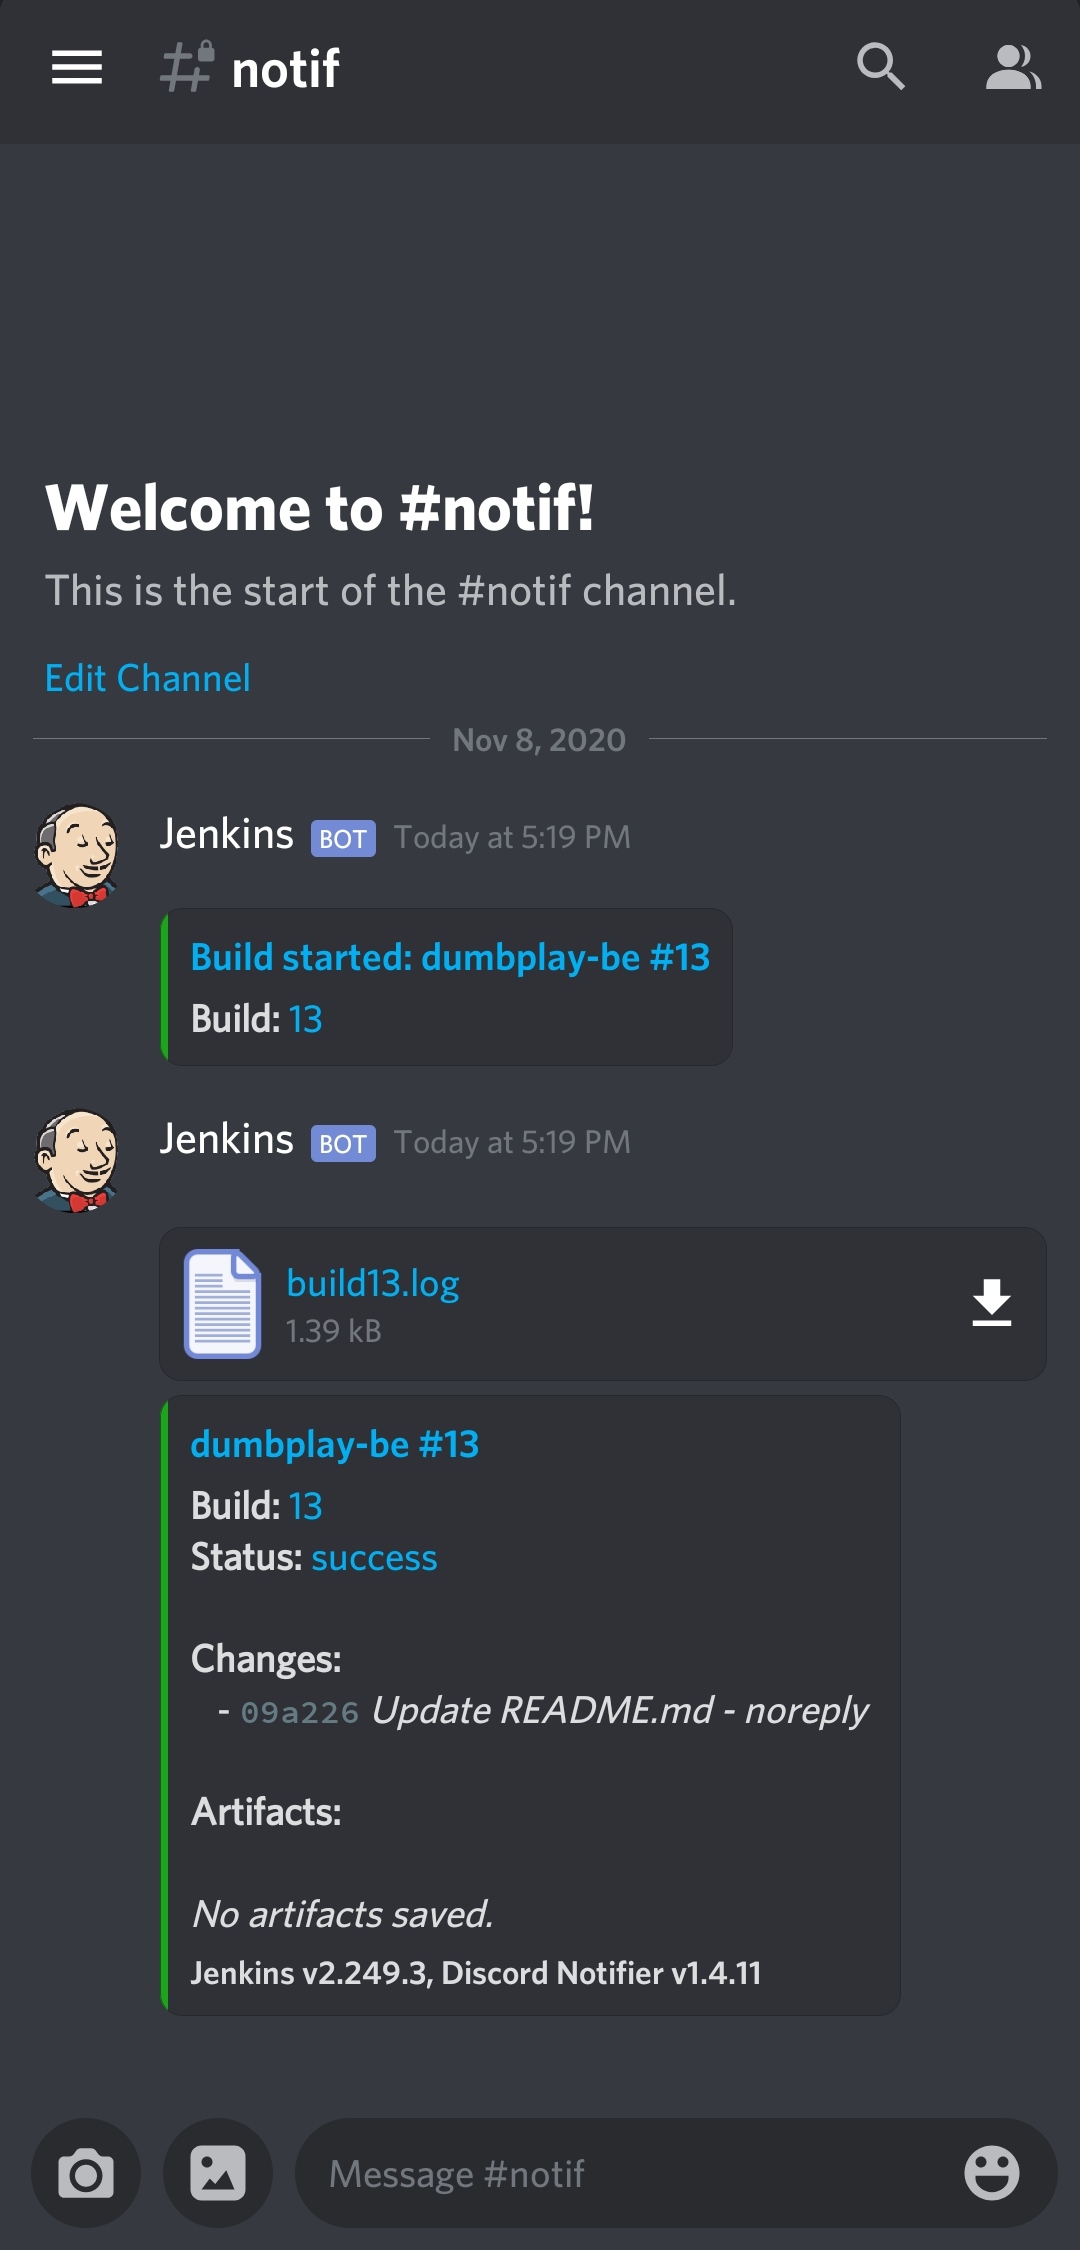 notif
Welcome to #notif!
This is the start of the #notif channel.
Edit Channel
Nov 8, 2020
Jenkins BOT Today at 5:19 PM
Build started: dumbplay-be #13
Build: 13
Jenkins BOT Today at 5:19 PM
build13.log
1.39 kB
dumbplay-be #13
Build: 13
Status: success
Changes:
- 09a226 Update README.md - noreply
Artifacts:
No artifacts saved.
Jenkins v2.249.3, Discord Notifier v1.4.11
Message #notif